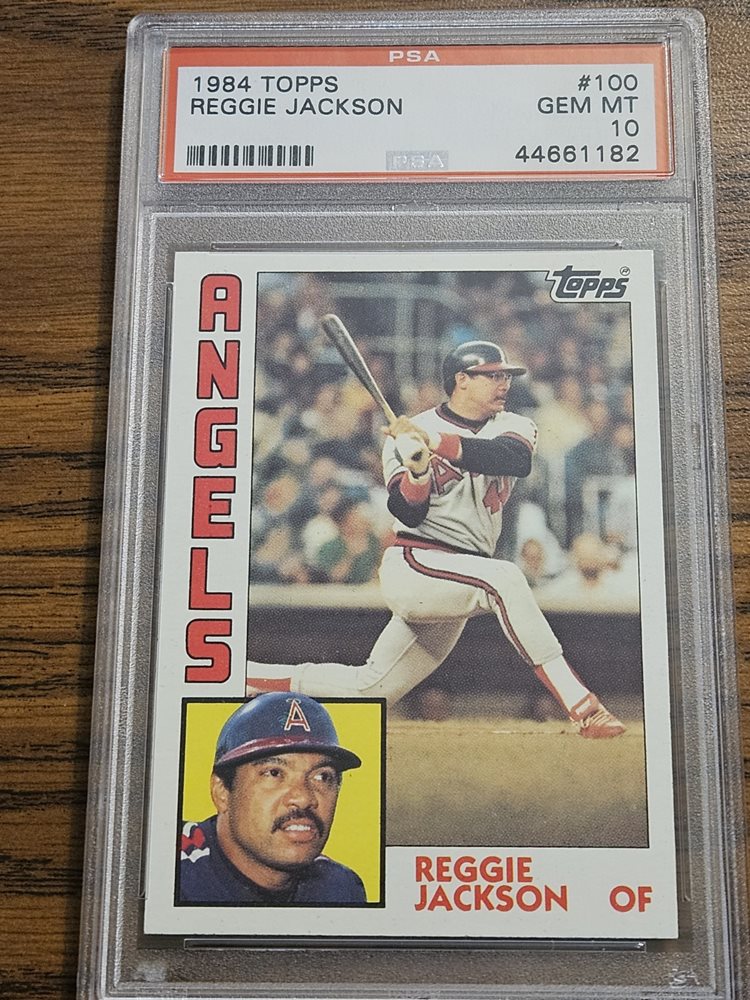 PSA
1984 TOPPS #100
REGGIE JACKSON GEM MT
10
PSA 44661182
TOPPS
ANGELS
A
A
REGGIE
JACKSON OF